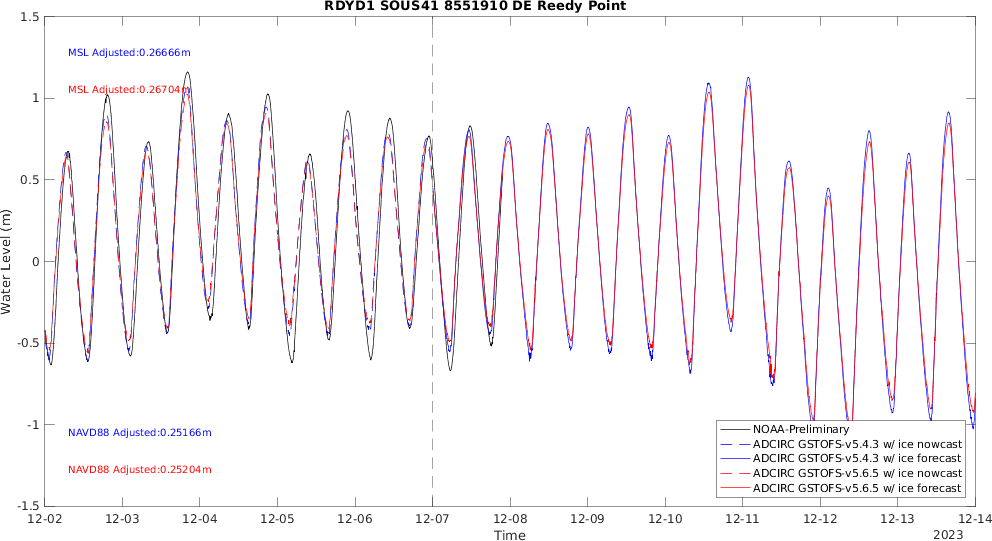 RDYD1 SOUS41 8551910 DE Reedy Point
1.5
1
0.5
0
-0.5
-1
-1.5
Water Level (m)
MSL Adjusted:0.26666m
MSL Adjusted:0.26704m
NAVD88 Adjusted:0.25166m
NAVD88 Adjusted:0.25204m
NOAA-Preliminary
ADCIRC GSTOFS-v5.4.3 w/ ice nowcast
ADCIRC GSTOFS-v5.4.3 w/ ice forecast
ADCIRC GSTOFS-v5.6.5 w/ ice nowcast
ADCIRC GSTOFS-v5.6.5 w/ ice forecast
12-02 12-03 12-04 12-05 12-06 12-07 12-08 12-09 12-10 12-11 12-12 12-13 12-14
Time
2023